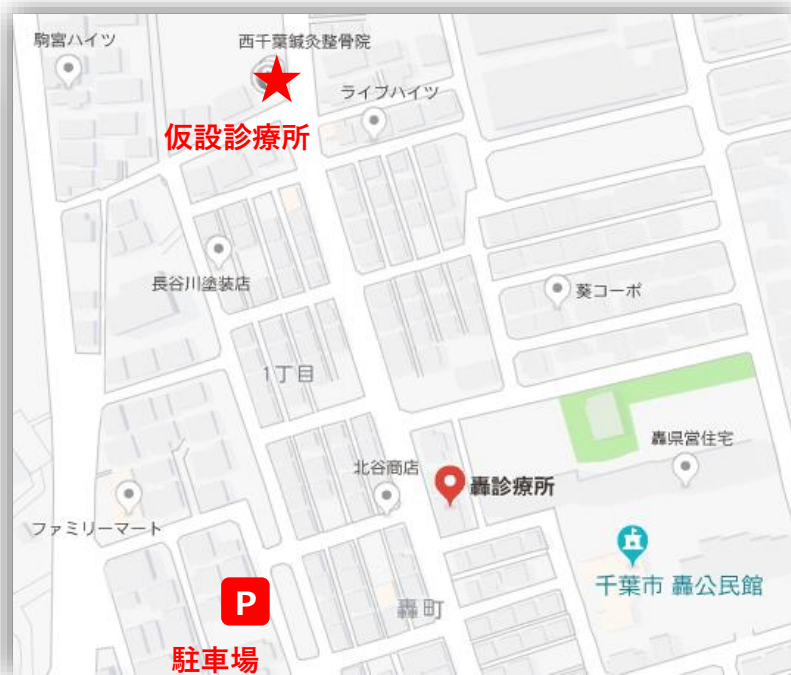 駒宮ハイツ
西千葉鍼灸整骨院
ライブハイツ
仮設診療所
長谷川塗装店
葵コーポ
1丁目
轟県営住宅
北谷商店
轟診療所
ファミリーマート
千葉市 轟公民館
P
轟町
駐車場